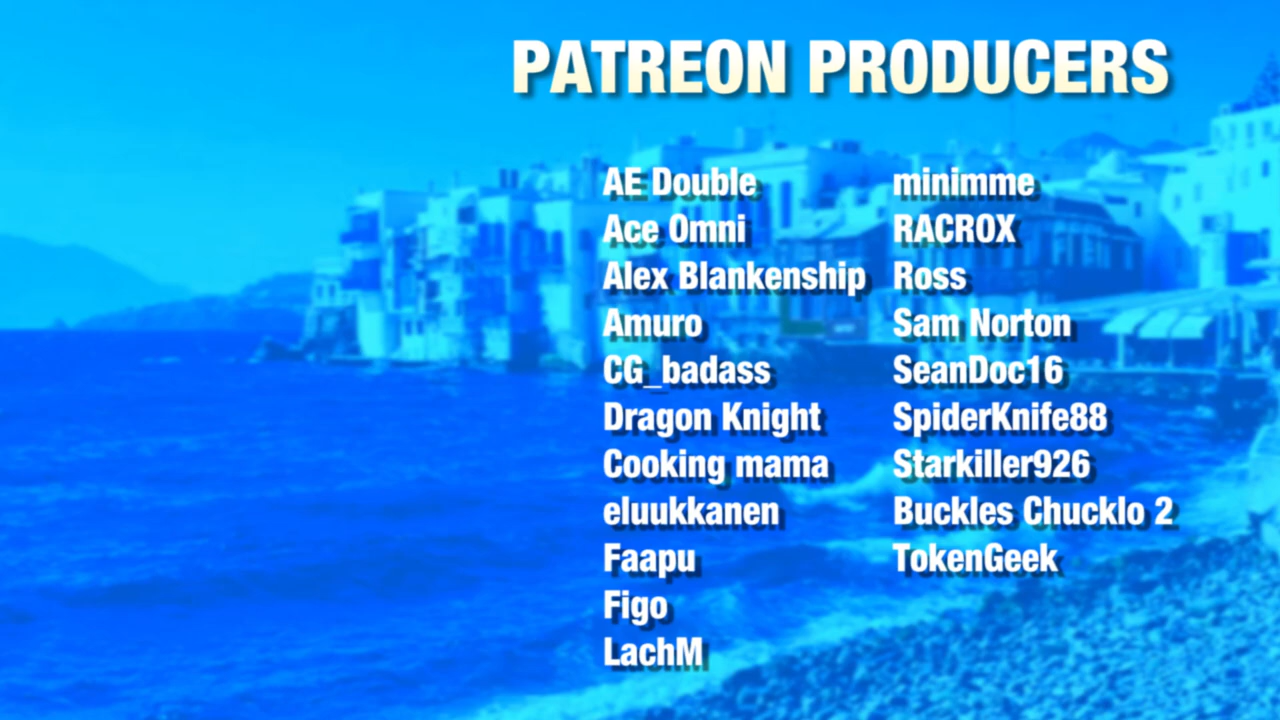 PATREON PRODUCERS
AE Double
Ace Omni
Alex Blankenship
Amuro
CG_badass
Dragon Knight
Cooking mama
eluukkanen
Faapu
Figo
LachM
minimme
RACROX
Ross
Sam Norton
SeanDoc16
SpiderKnife88
Starkiller926
Buckles Chucklo 2
TokenGeek